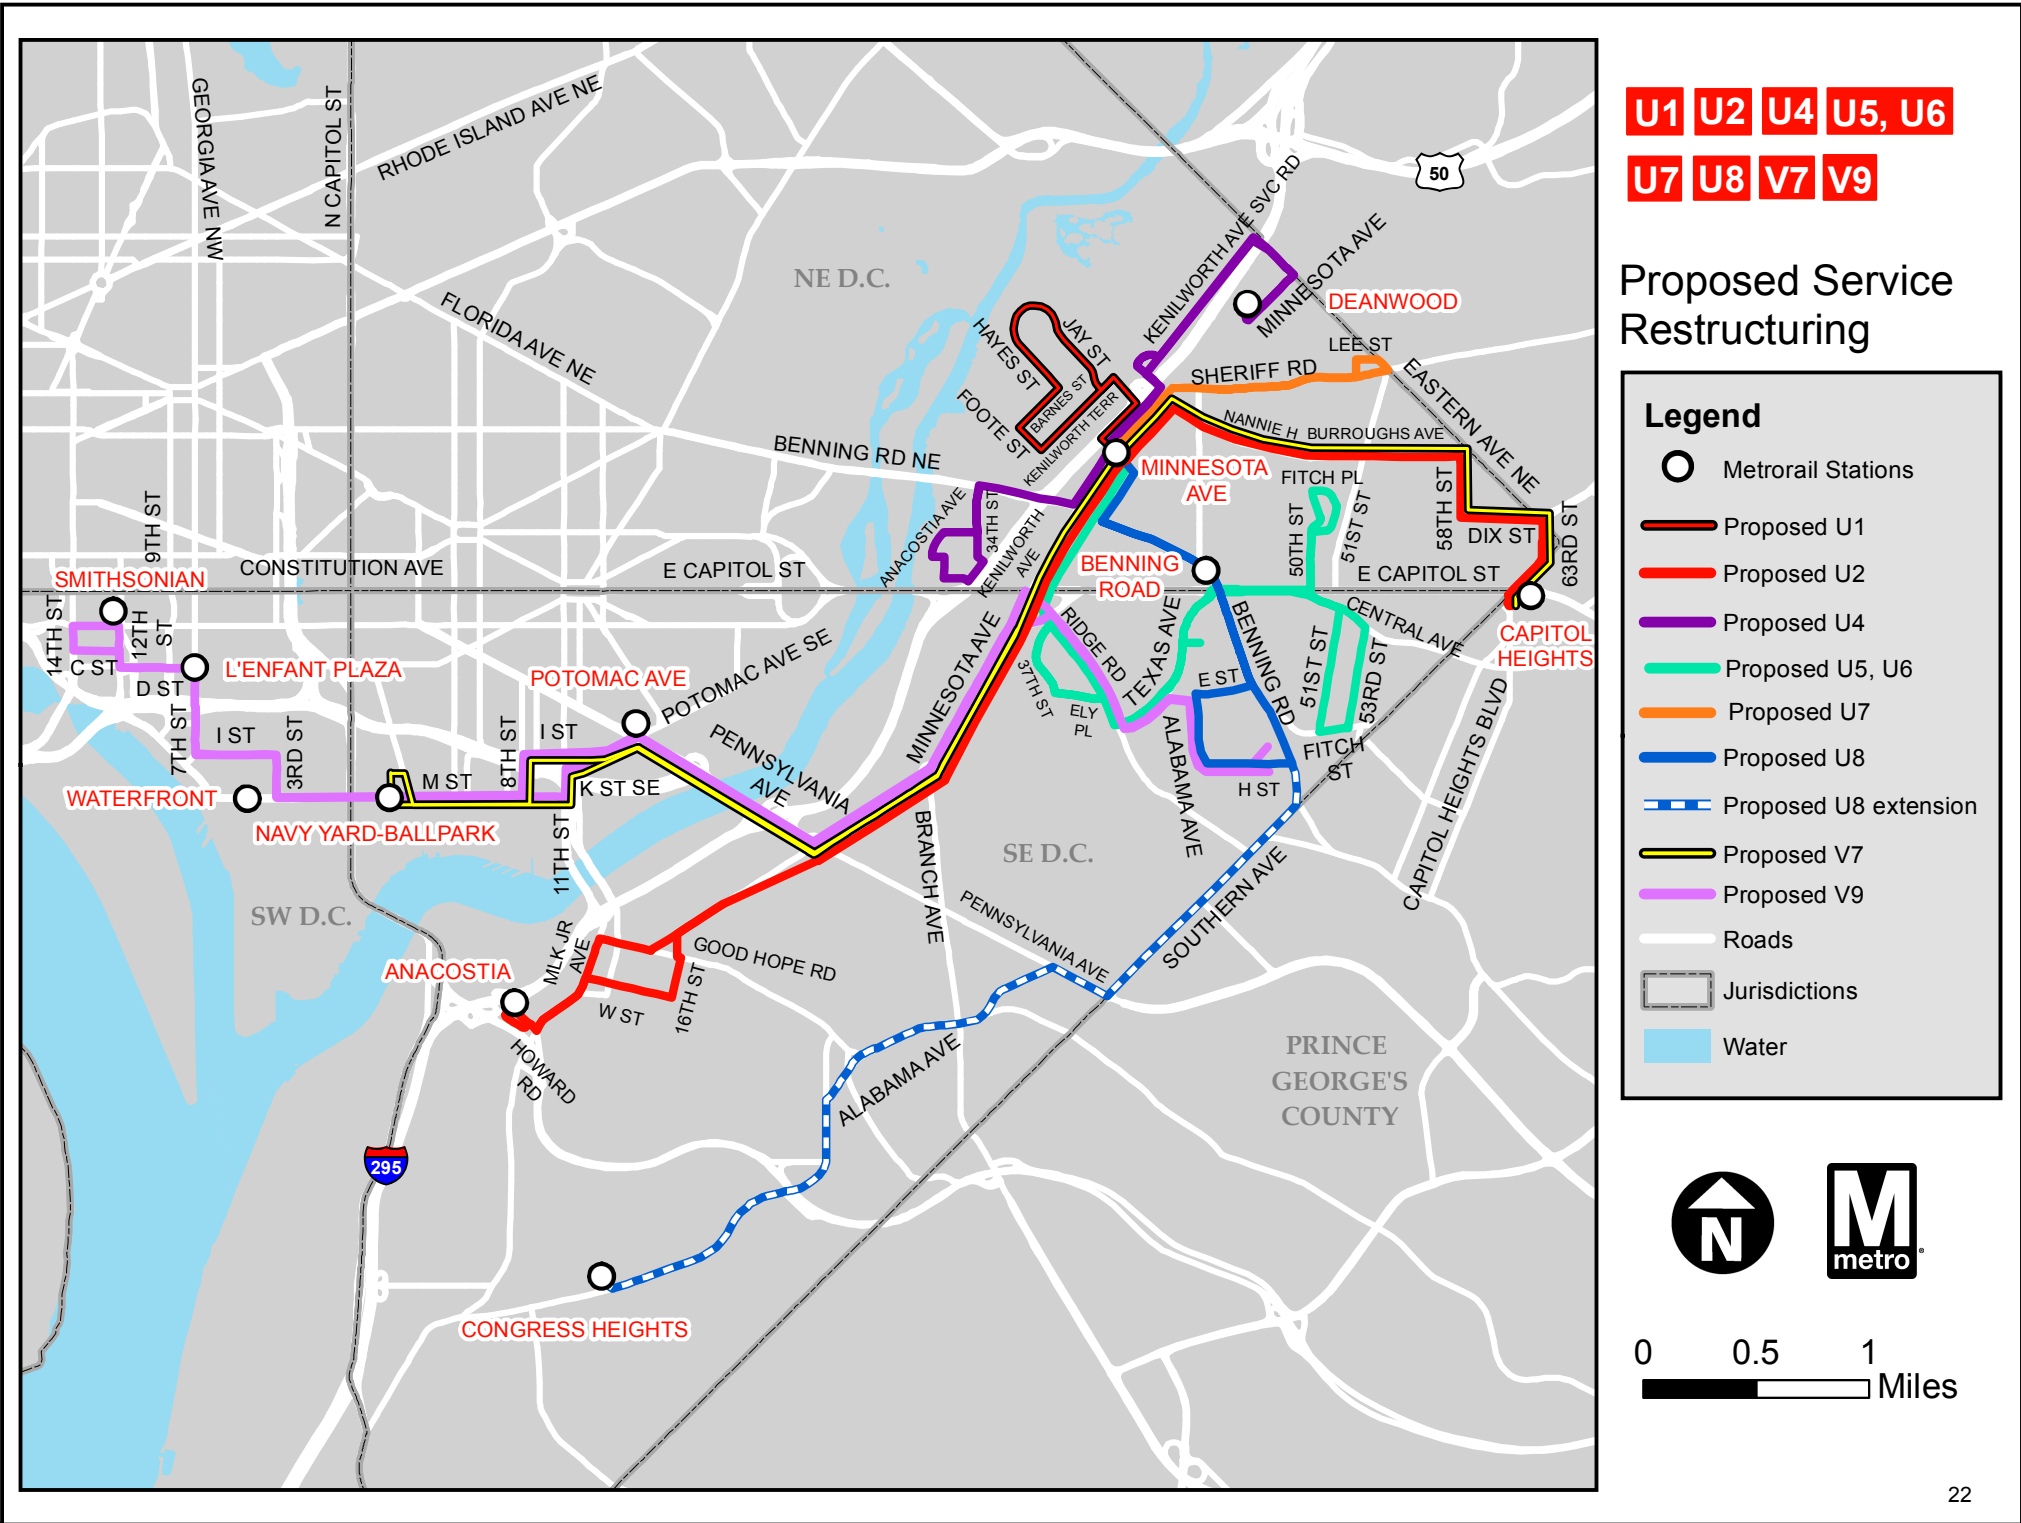 U1 U2 U4 U5, U6
U7 U8 V7 V9
Proposed Service
Restructuring
Legend
Metrorail Stations
Proposed U1
Proposed U2
Proposed U4
Proposed U5, U6
Proposed U7
Proposed U8
Proposed U8 extension
Proposed V7
Proposed V9
Roads
Jurisdictions
Water
N
M
metro
0 0.5 1
Miles
22
GEORGIA AVE NW
N CAPITOL ST
RHODE ISLAND AVE NE
50
KENILWORTH AVE SVC RD
MINNESOTA AVE
NE D.C.
DEANWOOD
FLORIDA AVE NE
HAYES ST
JAY ST
LEE ST
SHERIFF RD
EASTERN AVE NE
FOOTE ST
BARNES ST
KENILWORTH TERR
NANNIE H BURROUGHS AVE
BENNING RD NE
MINNESOTA
AVE
FITCH PL
9TH ST
ANACOSTIA AVE
34TH ST
KENILWORTH
AVE
50TH ST
51ST ST
58TH ST
DIX ST
63RD ST
CONSTITUTION AVE
E CAPITOL ST
BENNING
ROAD
E CAPITOL ST
SMITHSONIAN
14TH ST
12TH
ST
C ST
D ST
L'ENFANT PLAZA
POTOMAC AVE
POTOMAC AVE SE
MINNESOTA AVE
RIDGE RD
TEXAS AVE
BENNING RD
CENTRAL AVE
CAPITOL
HEIGHTS
37TH ST
ELY
PL
E ST
51ST ST
53RD ST
7TH ST
I ST
3RD ST
8TH ST
I ST
PENNSYLVANIA
AVE
ALABAMA AVE
FITCH
ST
H ST
CAPITOL HEIGHTS BLVD
WATERFRONT
M ST
K ST SE
NAVY YARD-BALLPARK
11TH ST
BRANCH AVE
SE D.C.
SW D.C.
PENNSYLVANIA AVE
SOUTHERN AVE
MLK JR
AVE
GOOD HOPE RD
ANACOSTIA
W ST
16TH ST
HOWARD
RD
ALABAMA AVE
PRINCE
GEORGE'S
COUNTY
295
CONGRESS HEIGHTS